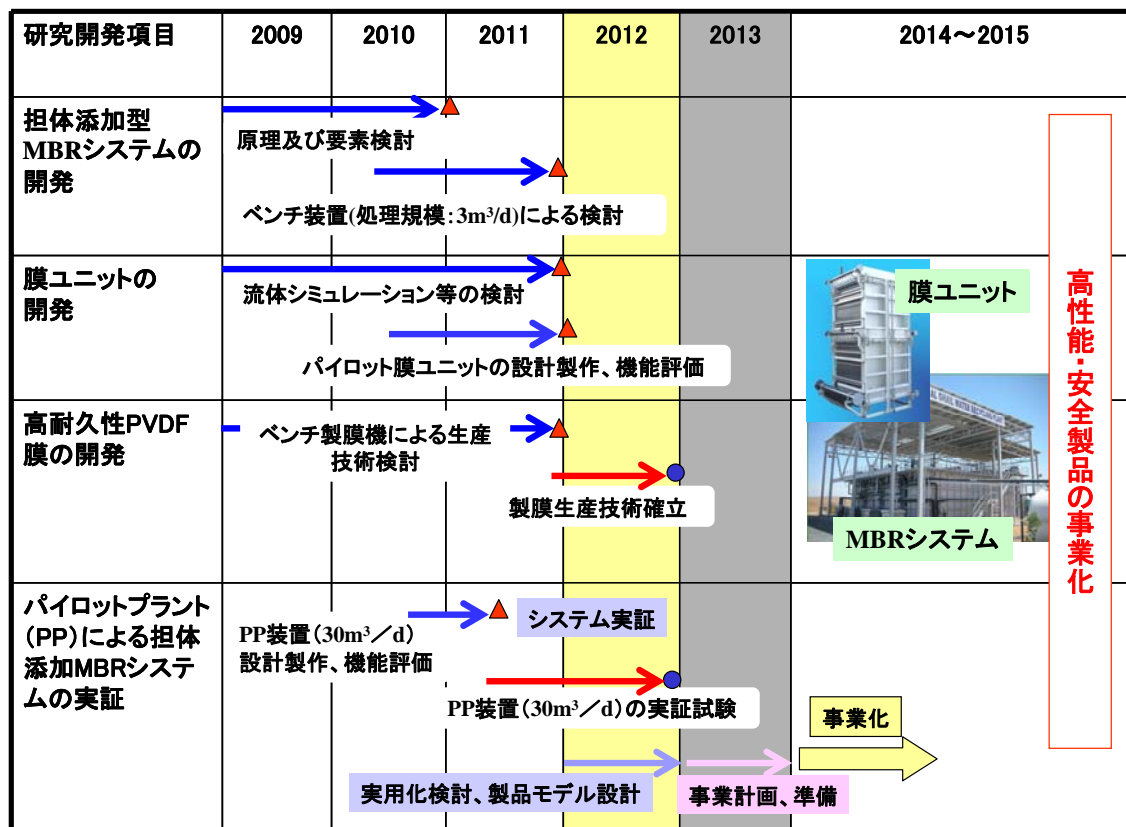 研究開発項目
2009
2010
2011
2012
2013
2014～2015
担体添加型
MBRシステムの
開発
原理及び要素検討
ベンチ装置(処理規模:3m³/d)による検討
膜ユニットの
開発
流体シミュレーション等の検討
パイロット膜ユニットの設計製作、機能評価
高耐久性PVDF
膜の開発
ベンチ製膜機による生産
技術検討
製膜生産技術確立
パイロットプラント
(PP)による担体
添加MBRシステ
ムの実証
PP装置(30m³/d)
設計製作、機能評価
システム実証
PP装置(30m³/d)の実証試験
実用化検討、製品モデル設計
事業計画、準備
事業化
膜ユニット
WATER RECYCLING PLANT
MBRシステム
高性能・安全製品の事業化